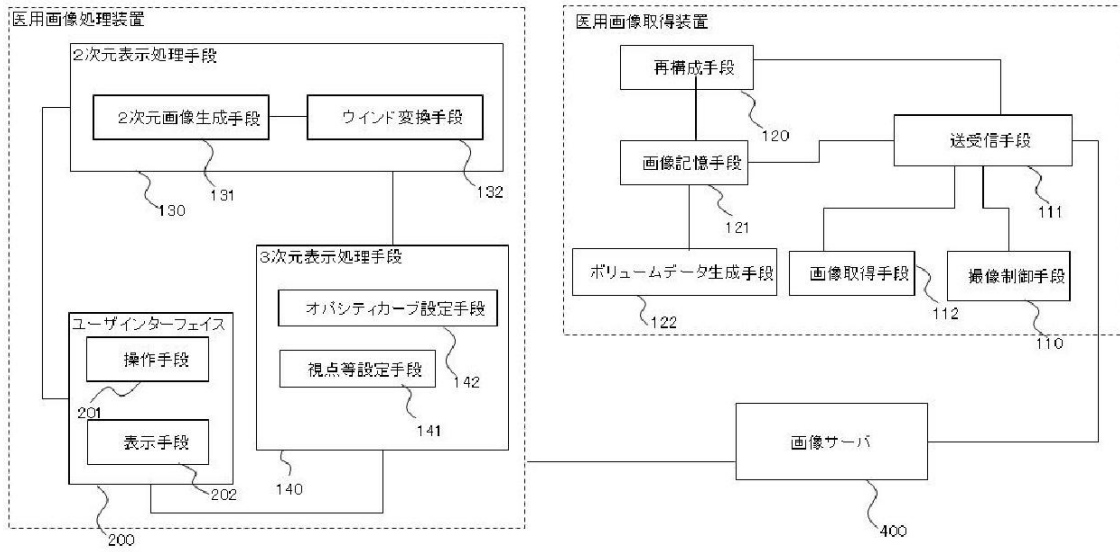 医用画像処理装置
2次元表示処理手段
2次元画像生成手段
ウインド変換手段
131
132
130
3次元表示処理手段
オパシティカーブ設定手段
142
視点等設定手段
141
140
ユーザインターフェイス
操作手段
201
表示手段
202
200
医用画像取得装置
再構成手段
120
送受信手段
111
画像記憶手段
121
ボリュームデータ生成手段
122
画像取得手段
112
撮像制御手段
110
画像サーバ
400